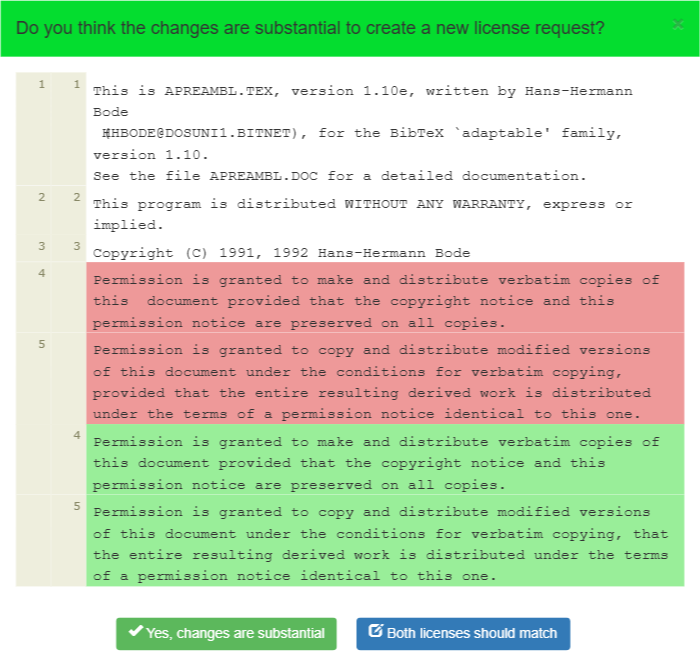 Do you think the changes are substantial to create a new license request? ×
1 1 This is APREAMBL.TEX, version 1.10e, written by Hans-Hermann
Bode
HHBODE@DOSUNI1.BITNET), for the BibTeX `adaptable' family,
version 1.10.
See the file APREAMBL.DOC for a detailed documentation.
2 2 This program is distributed WITHOUT ANY WARRANTY, express or
implied.
3 3 Copyright (C) 1991, 1992 Hans-Hermann Bode
4 Permission is granted to make and distribute verbatim copies of
this  document provided that the copyright notice and this
permission notice are preserved on all copies.
5 Permission is granted to copy and distribute modified versions
of this document under the conditions for verbatim copying,
provided that the entire resulting derived work is distributed
under the terms of a permission notice identical to this one.
4 Permission is granted to make and distribute verbatim copies of
this document provided that the copyright notice and this
permission notice are preserved on all copies.
5 Permission is granted to copy and distribute modified versions
of this document under the conditions for verbatim copying, that
the entire resulting derived work is distributed under the terms
of a permission notice identical to this one.
Yes, changes are substantial Both licenses should match